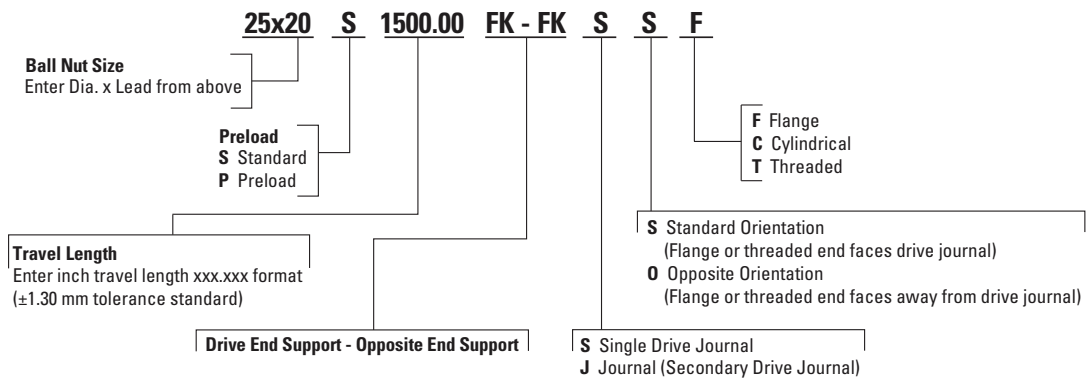 25x20 S 1500.00 FK - FK S S F
Ball Nut Size
Enter Dia. x Lead from above
Preload
S Standard
P Preload
F Flange
C Cylindrical
T Threaded
Travel Length
Enter inch travel length xxx.xxx format
(±1.30 mm tolerance standard)
S Standard Orientation
(Flange or threaded end faces drive journal)
O Opposite Orientation
(Flange or threaded end faces away from drive journal)
Drive End Support - Opposite End Support
S Single Drive Journal
J Journal (Secondary Drive Journal)